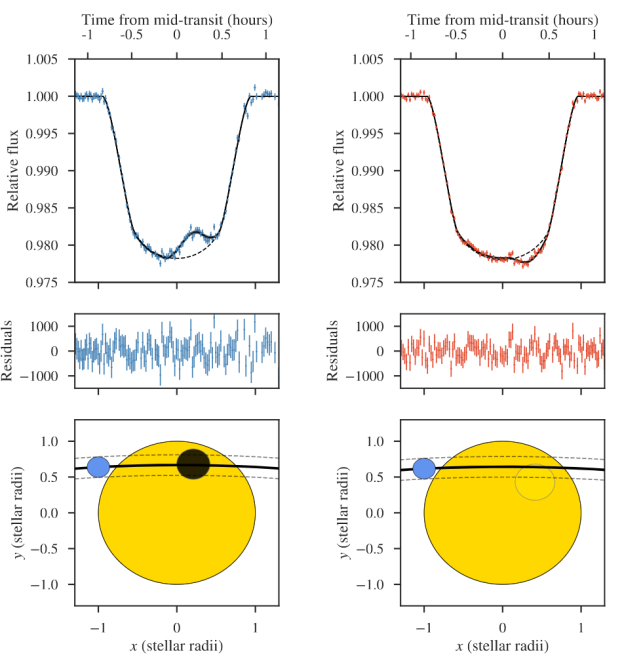 Time from mid-transit (hours)
-1 -0.5 0 0.5 1
1.005
1.000
0.995
0.990
0.985
0.980
0.975
Relative flux
1000
0
−1000
Residuals
1.0
0.5
0.0
−0.5
−1.0
y (stellar radii)
−1 0 1
x (stellar radii)
Time from mid-transit (hours)
-1 -0.5 0 0.5 1
1.005
1.000
0.995
0.990
0.985
0.980
0.975
Relative flux
1000
0
−1000
Residuals
1.0
0.5
0.0
−0.5
−1.0
y (stellar radii)
−1 0 1
x (stellar radii)